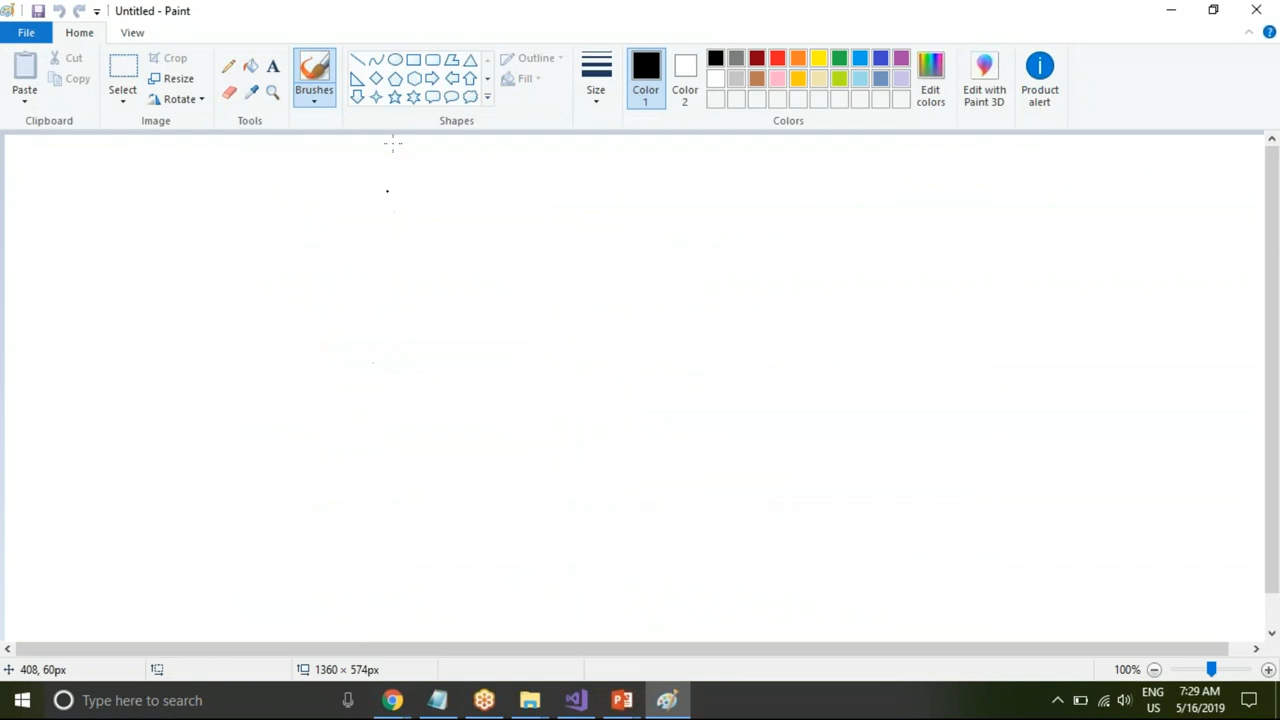 Untitled - Paint
File Home View
Paste
Cut
Copy
Clipboard
Select
Crop
Resize
Rotate
Image
A
Tools
Brushes
Outline
Fill
Shapes
Size
Color 1
Color 2
Edit colors
Colors
Edit with Paint 3D
Product alert
408, 60px
1360 × 574px
100%
Type here to search
ENG
US
7:29 AM
5/16/2019